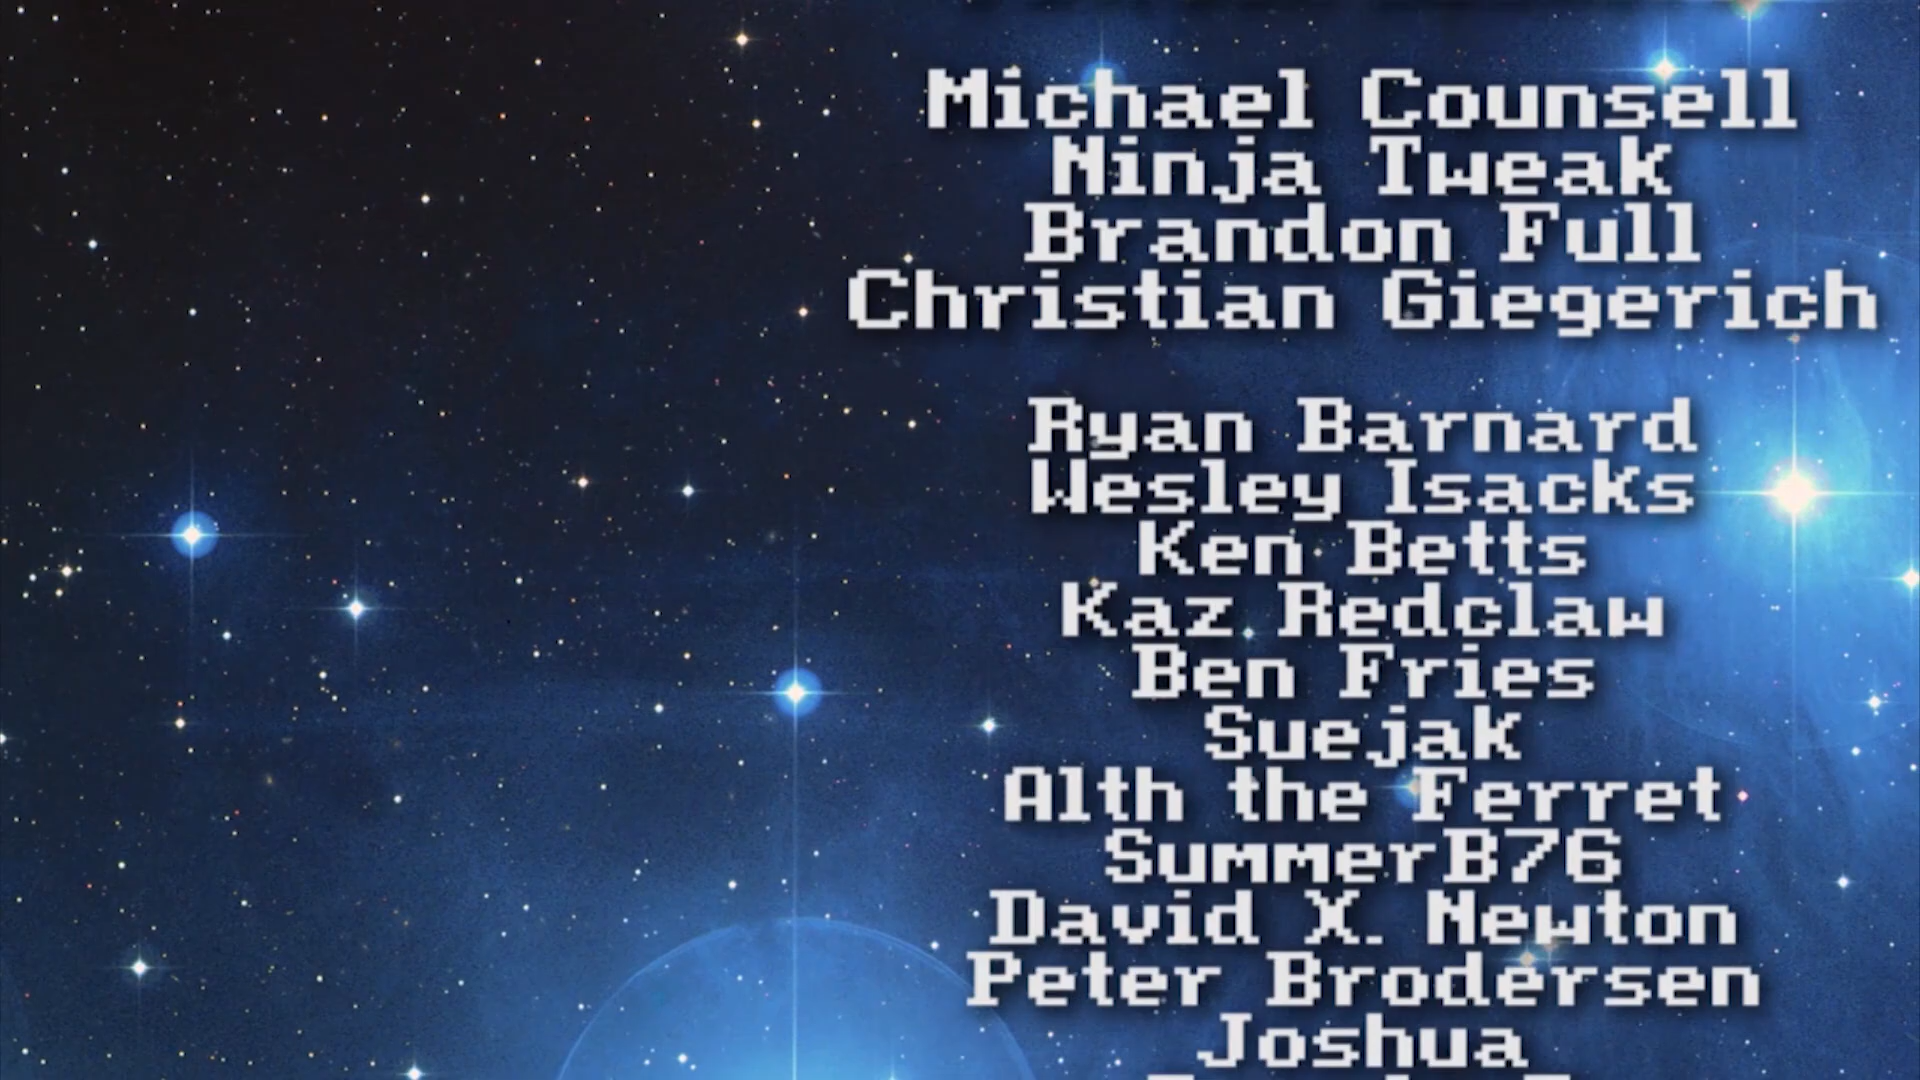 Michael Counsell
Ninja Tweak
Brandon Full
Christian Giegerich
Ryan Barnard
Wesley Isacks
Ken Betts
Kaz Redclaw
Ben Fries
Suejak
Alth the Ferret
SummerB76
David X. Newton
Peter Brodersen
Joshua